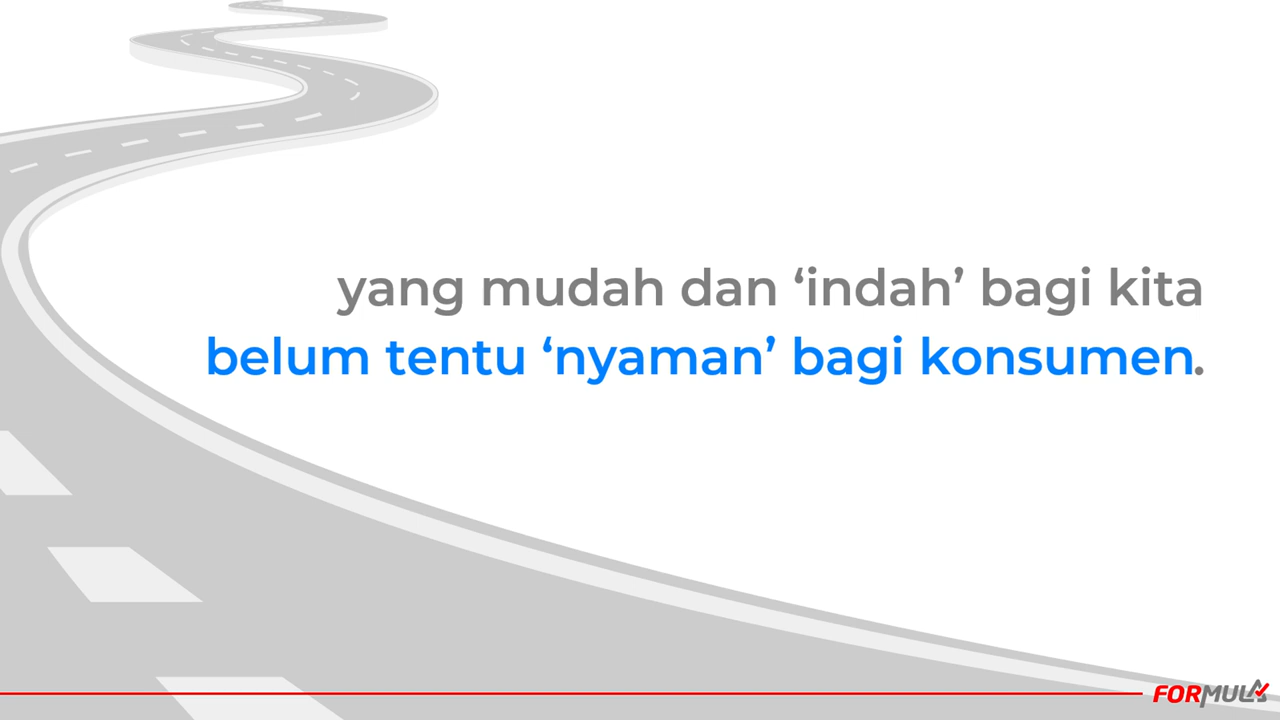 yang mudah dan ‘indah’ bagi kita
belum tentu ‘nyaman’ bagi konsumen.
FORMULA